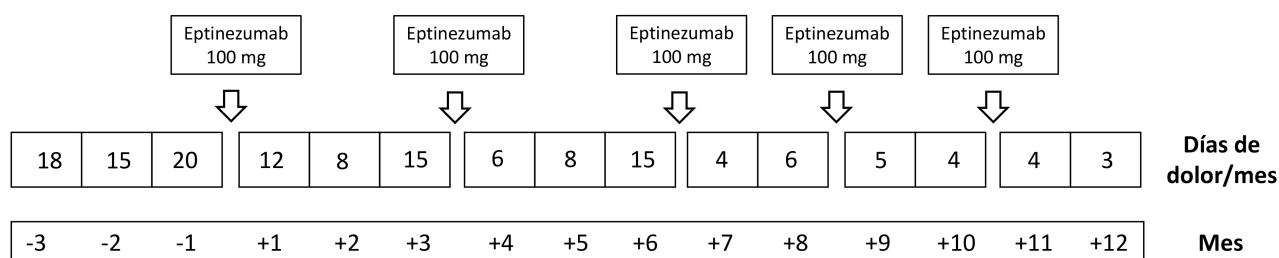 Eptinezumab
100 mg
Eptinezumab
100 mg
Eptinezumab
100 mg
Eptinezumab
100 mg
Eptinezumab
100 mg
18 15 20 12 8 15 6 8 15 4 6 5 4 4 3
Días de
dolor/mes
-3 -2 -1 +1 +2 +3 +4 +5 +6 +7 +8 +9 +10 +11 +12 Mes